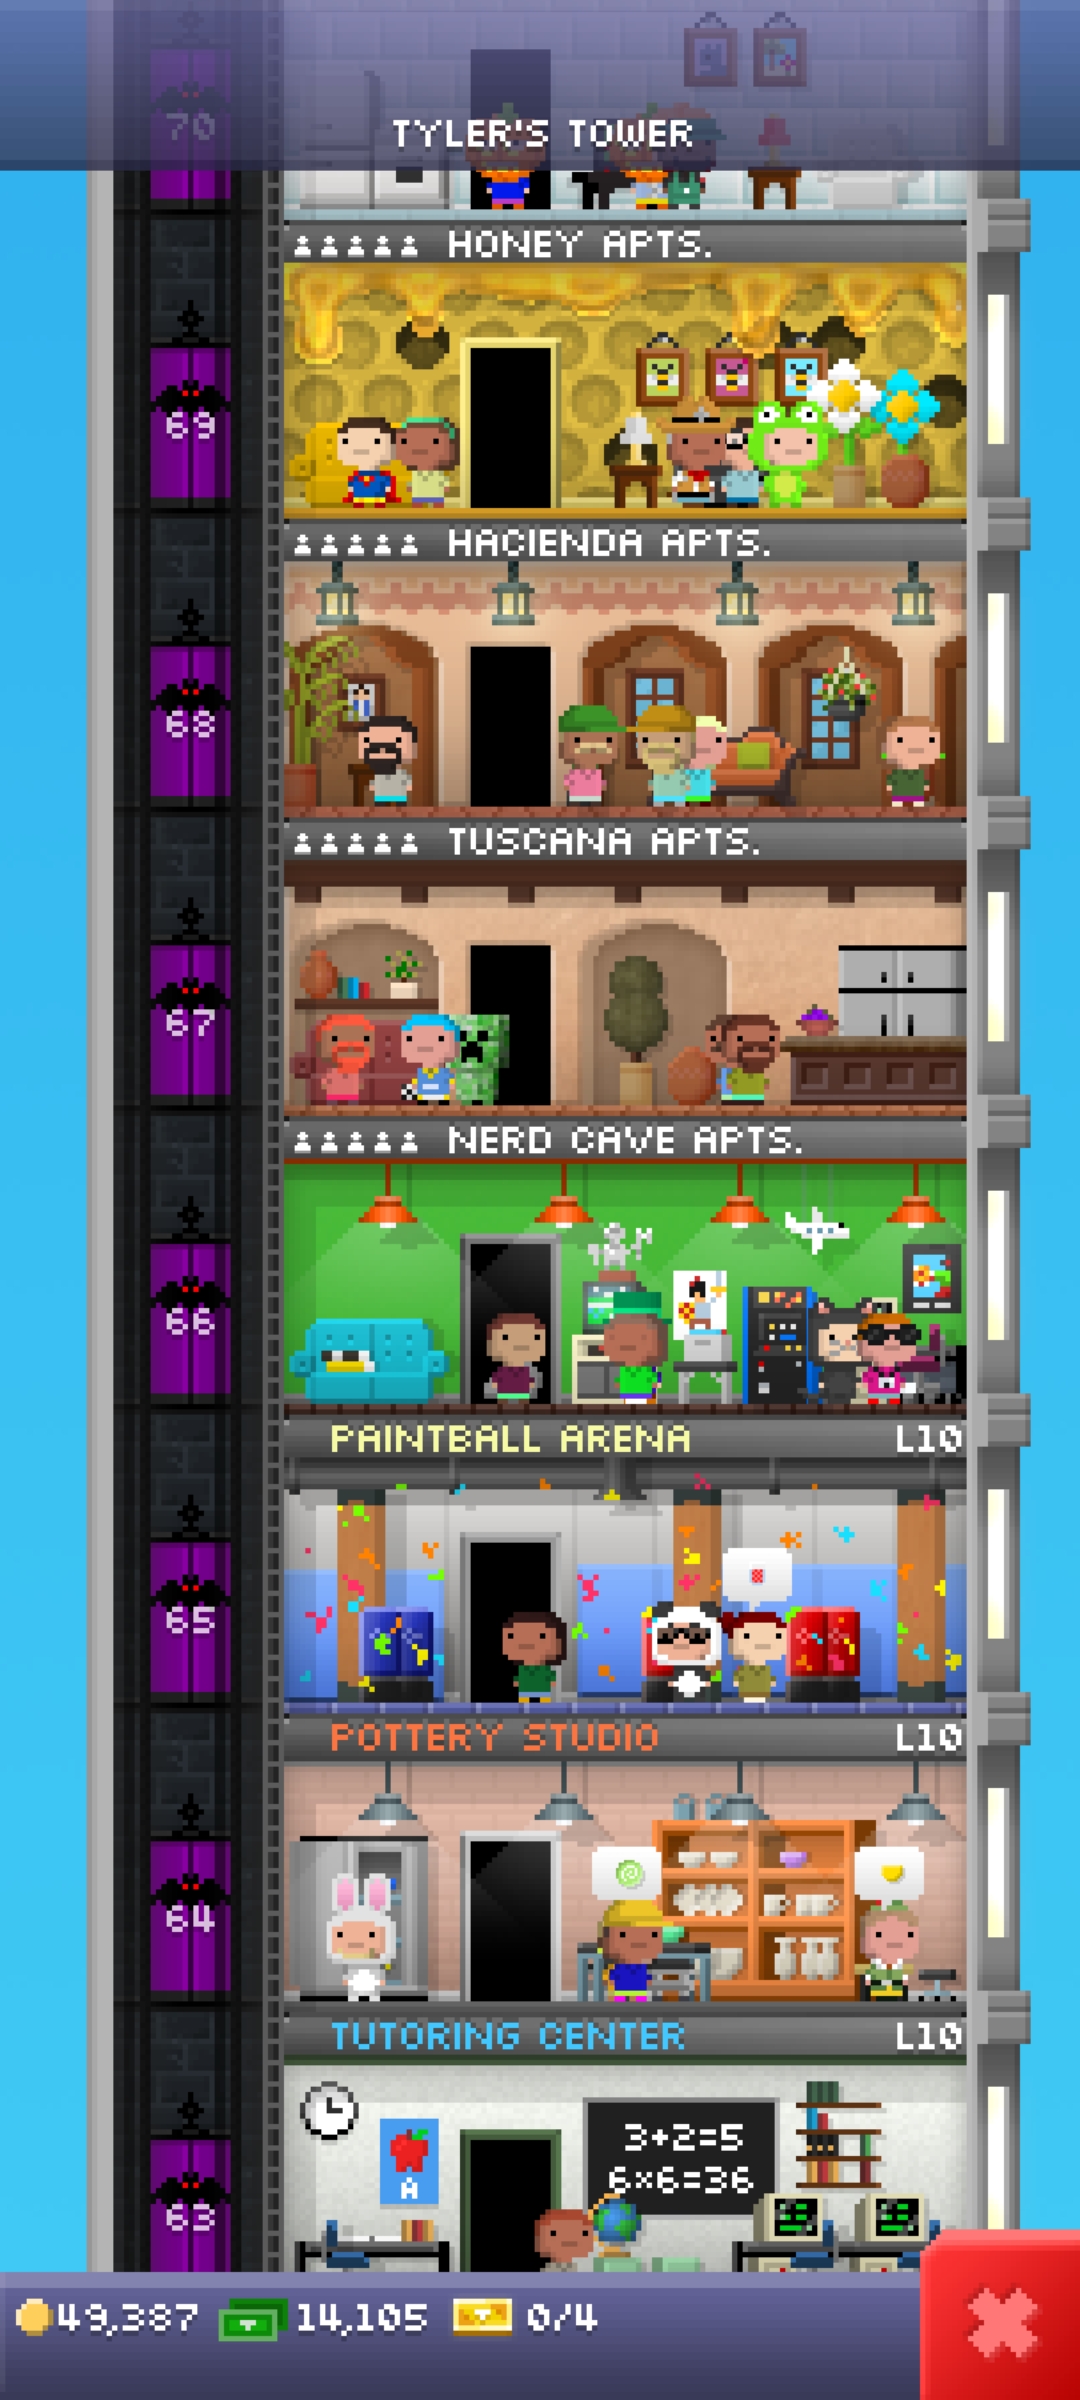 TYLER'S TOWER
70
HONEY APTS.
69
HACIENDA APTS.
68
TUSCANA APTS.
67
NERD CAVE APTS.
66
PAINTBALL ARENA L10
65
POTTERY STUDIO L10
64
TUTORING CENTER L10
3+2=5
6x6=36
A
63
49,387 14,105 0/4